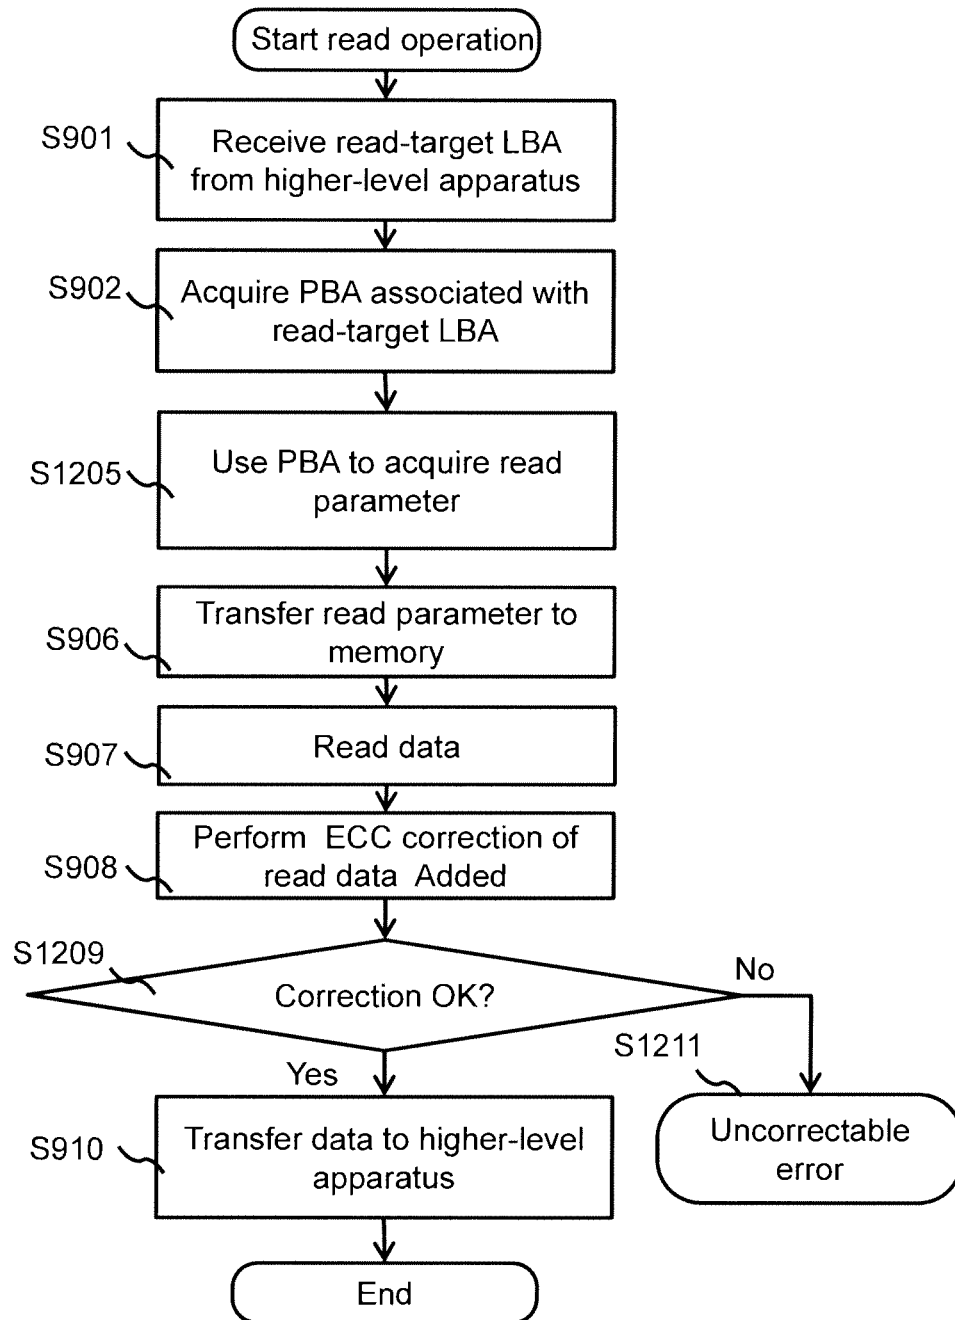 Start read operation
S901
Receive read-target LBA
from higher-level apparatus
S902
Acquire PBA associated with
read-target LBA
S1205
Use PBA to acquire read
parameter
S906
Transfer read parameter to
memory
S907
Read data
S908
Perform ECC correction of
read data Added
S1209
Correction OK?
No
Yes
S1211
Uncorrectable
error
S910
Transfer data to higher-level
apparatus
End